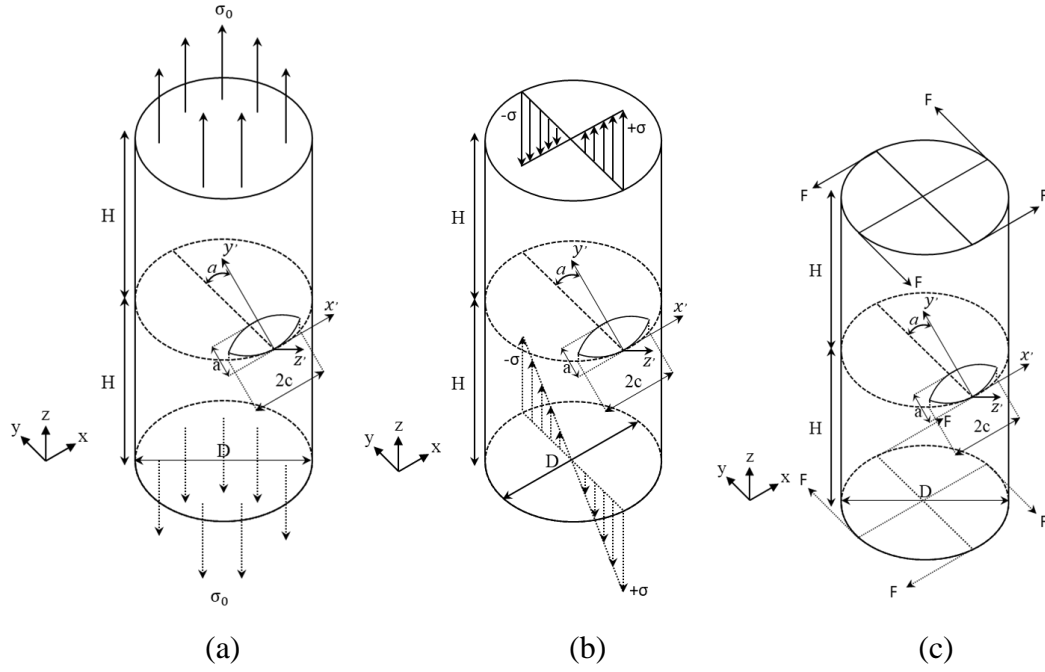 σ₀
H
H
y'
a
x'
z'
a
2c
D
z
y
x
σ₀
(a)
-σ
+σ
H
H
y'
a
x'
z'
a
2c
-σ
D
z
y
x
+σ
(b)
F
F
F
F
H
H
y'
a
x'
z'
a
F
2c
F
D
F
F
z
y
x
(c)